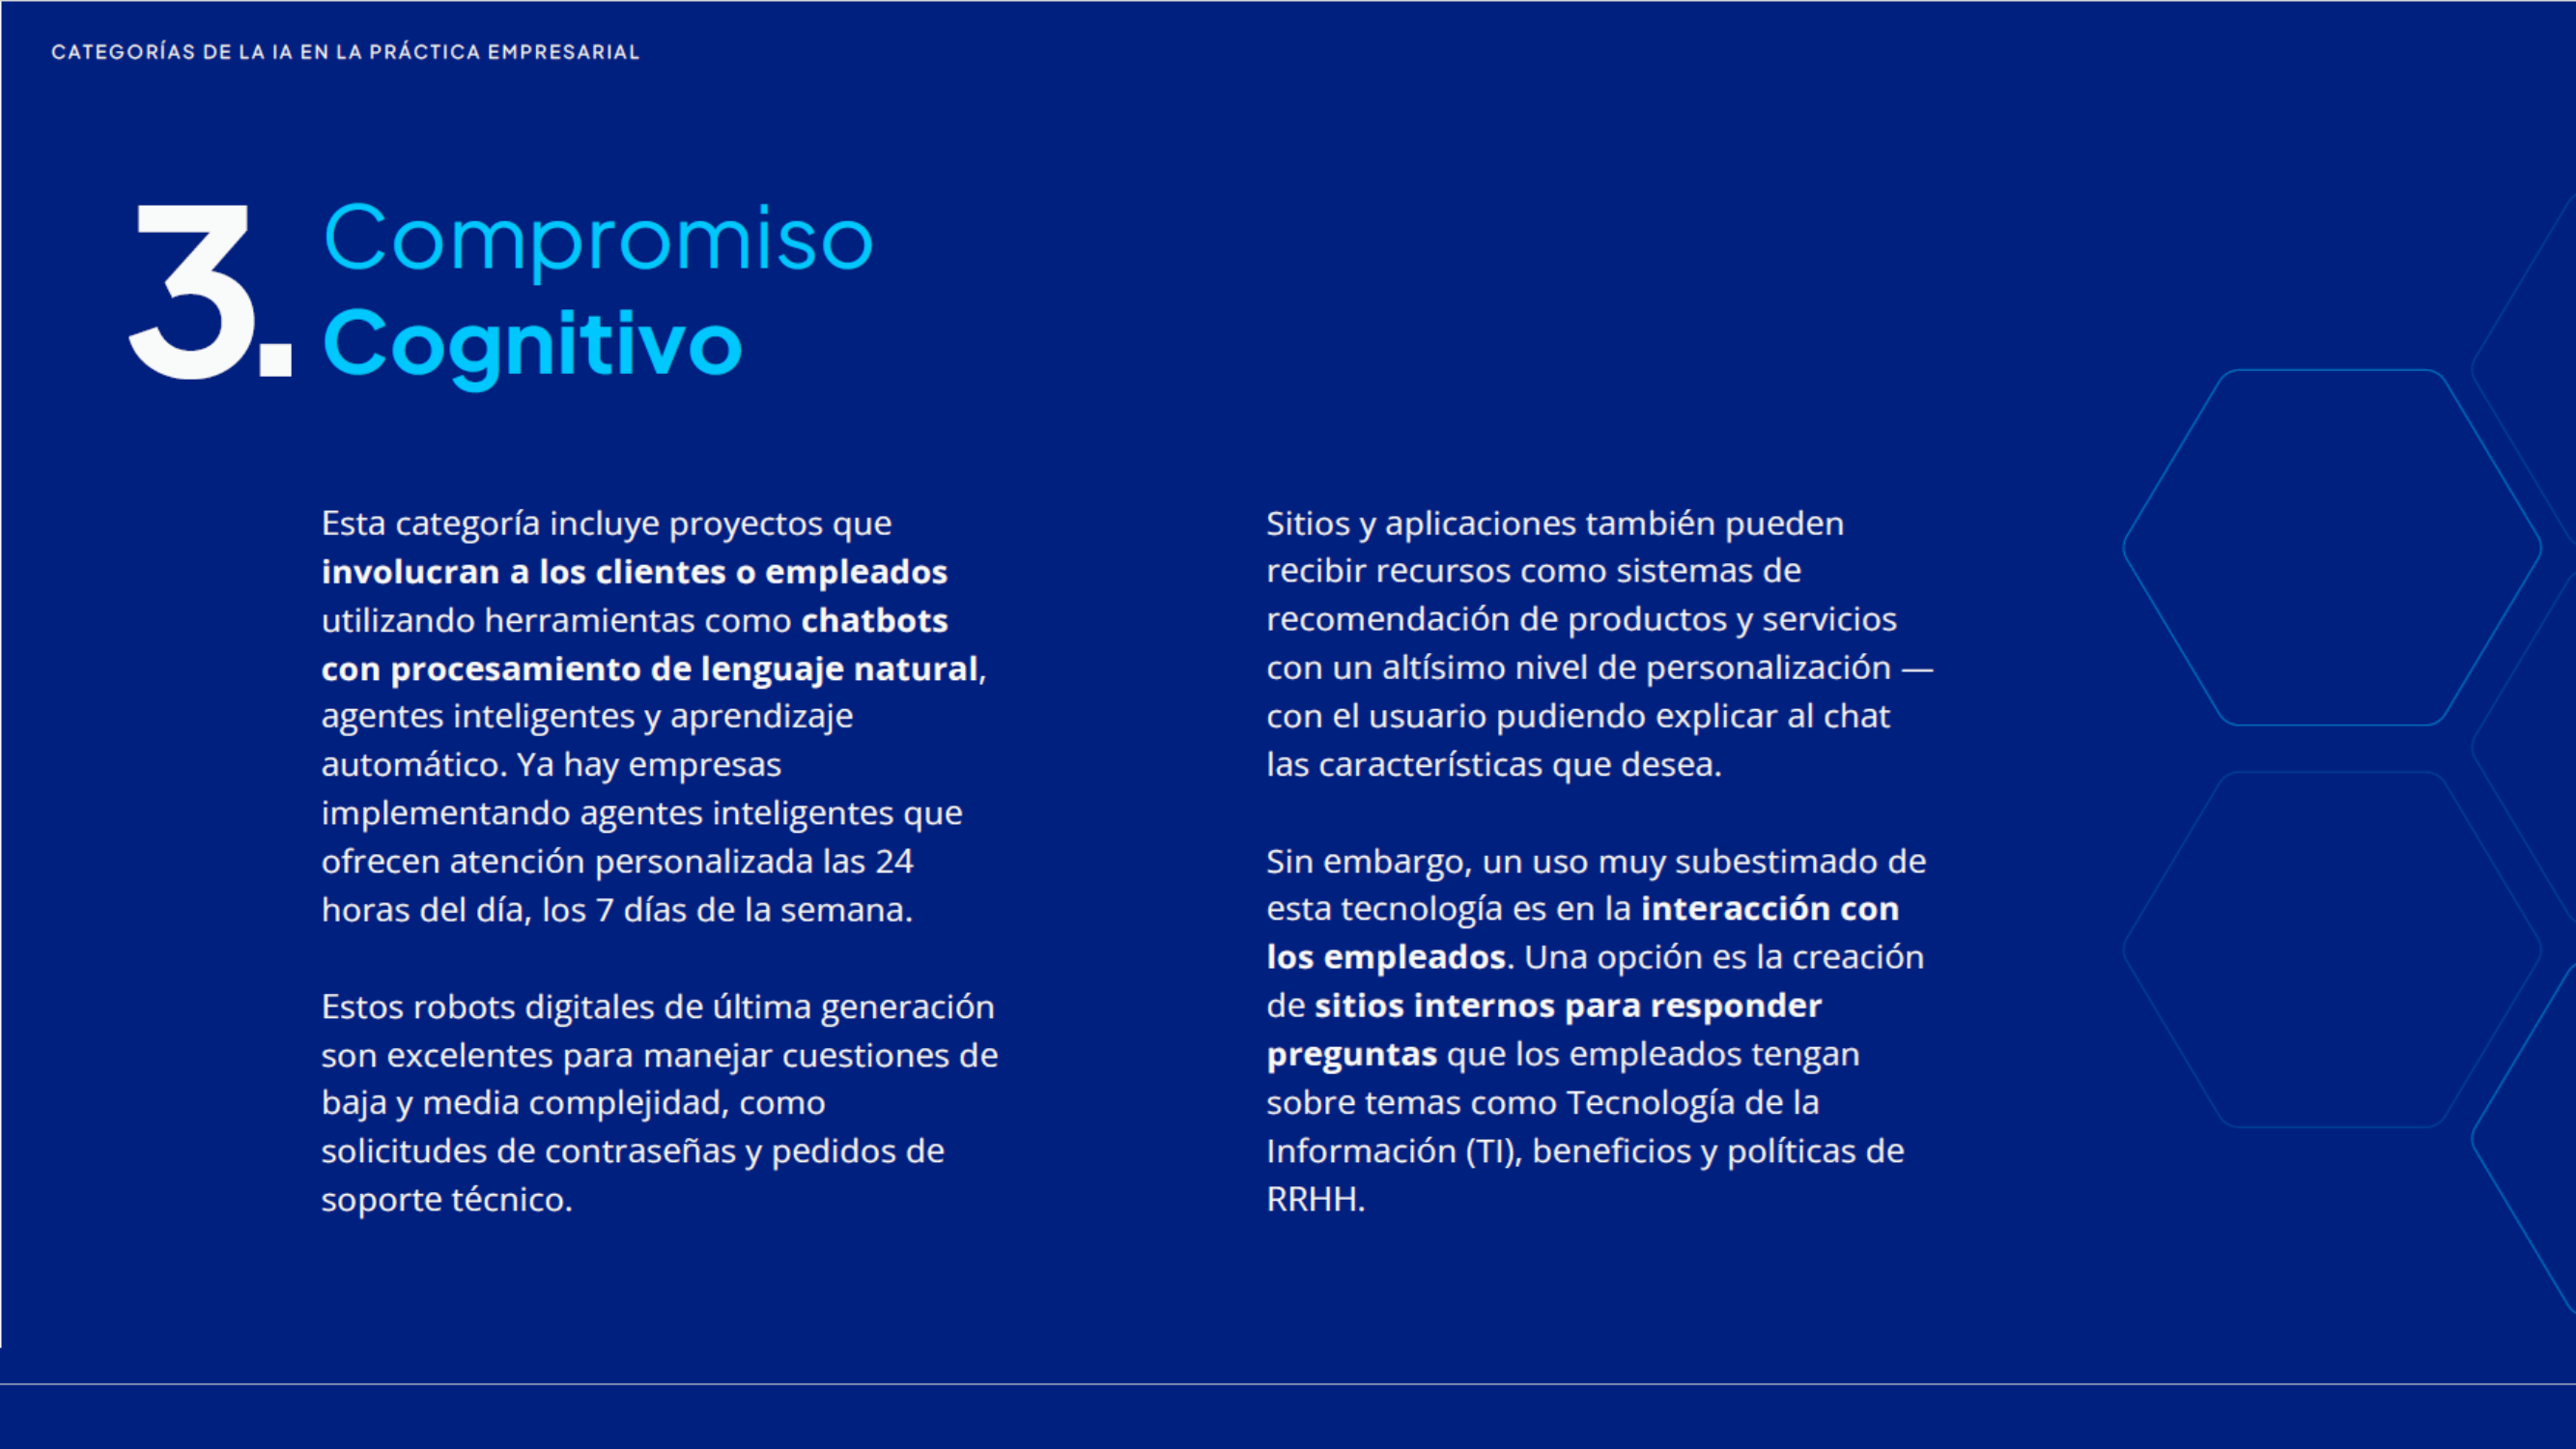 CATEGORÍAS DE LA IA EN LA PRÁCTICA EMPRESARIAL
3.
Compromiso
Cognitivo
Esta categoría incluye proyectos que
involucran a los clientes o empleados
utilizando herramientas como chatbots
con procesamiento de lenguaje natural,
agentes inteligentes y aprendizaje
automático. Ya hay empresas
implementando agentes inteligentes que
ofrecen atención personalizada las 24
horas del día, los 7 días de la semana.
Estos robots digitales de última generación
son excelentes para manejar cuestiones de
baja y media complejidad, como
solicitudes de contraseñas y pedidos de
soporte técnico.
Sitios y aplicaciones también pueden
recibir recursos como sistemas de
recomendación de productos y servicios
con un altísimo nivel de personalización —
con el usuario pudiendo explicar al chat
las características que desea.
Sin embargo, un uso muy subestimado de
esta tecnología es en la interacción con
los empleados. Una opción es la creación
de sitios internos para responder
preguntas que los empleados tengan
sobre temas como Tecnología de la
Información (TI), beneficios y políticas de
RRHH.